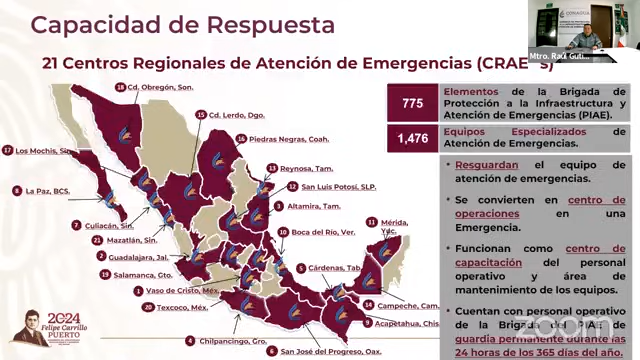 Capacidad de Respuesta
21 Centros Regionales de Atención de Emergencias (CRAE´s)
Mtro. Raúl Guti
18 Cd. Obregón, Son.
15 Cd. Lerdo, Dgo.
16 Piedras Negras, Coah.
17 Los Mochis, Sin.
13 Reynosa, Tam.
12 San Luis Potosí, SLP.
8 La Paz, BCS.
3 Altamira, Tam.
11 Mérida,
Yuc.
7 Culiacán, Sin.
10 Boca del Río, Ver.
21 Mazatlán, Sin.
2 Guadalajara, Jal.
5 Cárdenas, Tab.
19 Salamanca, Gto.
1 Vaso de Cristo, Méx.
20 Texcoco, Méx.
14 Campeche, Cam.
9 Acapetahua, Chis.
4 Chilpancingo, Gro.
6 San José del Progreso, Oax.
775
Elementos de la Brigada de
Protección a la Infraestructura y
Atención de Emergencias (PIAE).
1,476
Equipos Especializados de
Atención de Emergencias.
• Resguardan el equipo de
atención de emergencias.
• Se convierten en centro de
operaciones en una
Emergencia.
• Funcionan como centro de
capacitación del personal
operativo y área de
mantenimiento de los equipos.
• Cuentan con personal operativo
de la Brigada del PIAE de
guardia permanente durante las
24 horas de los 365 días del año.
2024
Felipe Carrillo
PUERTO
zoom